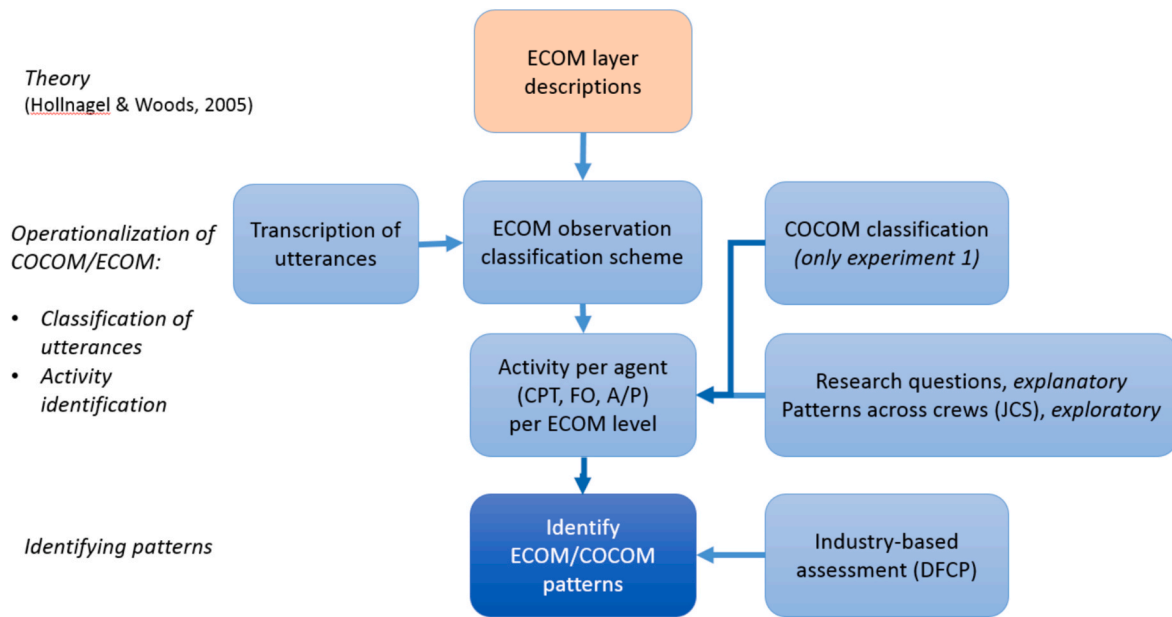 ECOM layer
descriptions
Theory
(Hollnagel & Woods, 2005)
Transcription of
utterances
ECOM observation
classification scheme
COCOM classification
(only experiment 1)
Operationalization of
COCOM/ECOM:
• Classification of
utterances
• Activity
identification
Activity per agent
(CPT, FO, A/P)
per ECOM level
Research questions, explanatory
Patterns across crews (JCS), exploratory
Identifying patterns
Identify
ECOM/COCOM
patterns
Industry-based
assessment (DFCP)